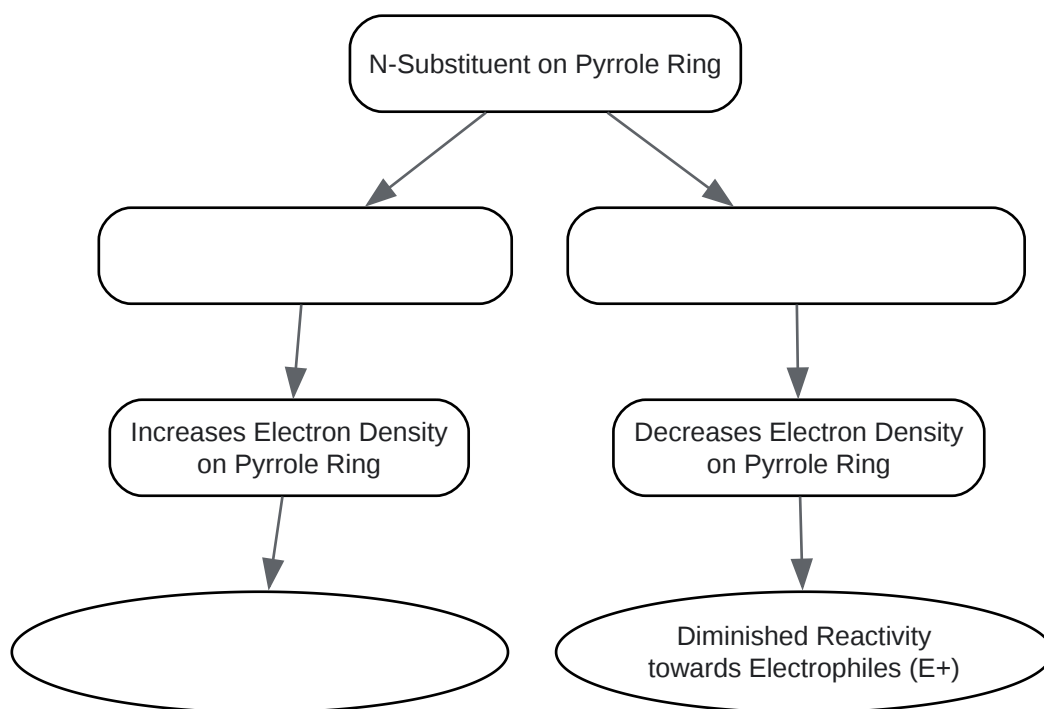 N-Substituent on Pyrrole Ring
Increases Electron Density
on Pyrrole Ring
Decreases Electron Density
on Pyrrole Ring
Diminished Reactivity
towards Electrophiles (E+)